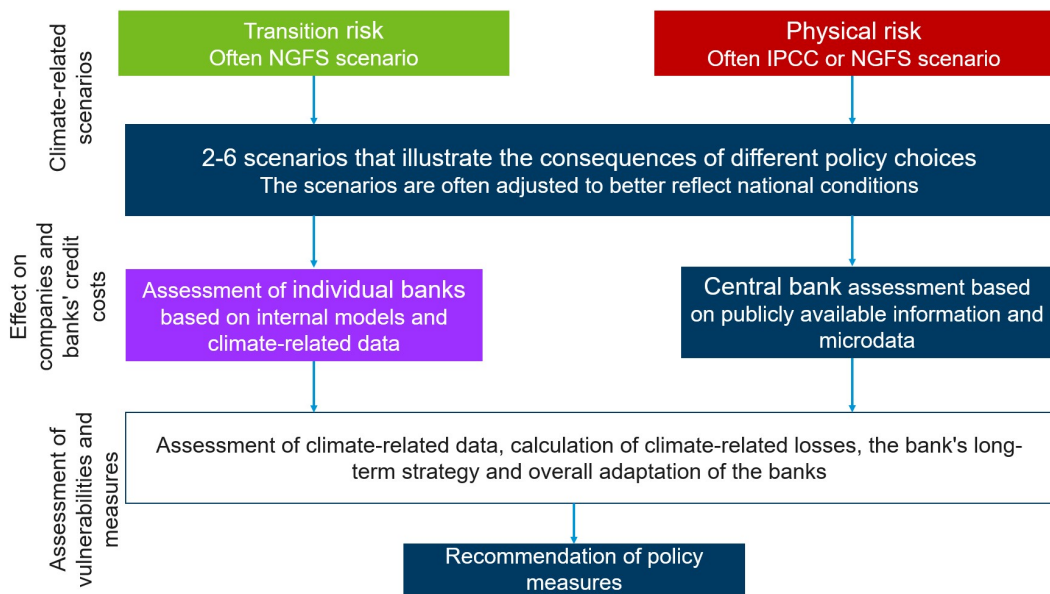 Climate-related
scenarios
Transition risk
Often NGFS scenario
Physical risk
Often IPCC or NGFS scenario
2-6 scenarios that illustrate the consequences of different policy choices
The scenarios are often adjusted to better reflect national conditions
Effect on
companies and
banks' credit
costs
Assessment of individual banks
based on internal models and
climate-related data
Central bank assessment based
on publicly available information and
microdata
Assessment of
vulnerabilities and
measures
Assessment of climate-related data, calculation of climate-related losses, the bank's long-
term strategy and overall adaptation of the banks
Recommendation of policy
measures